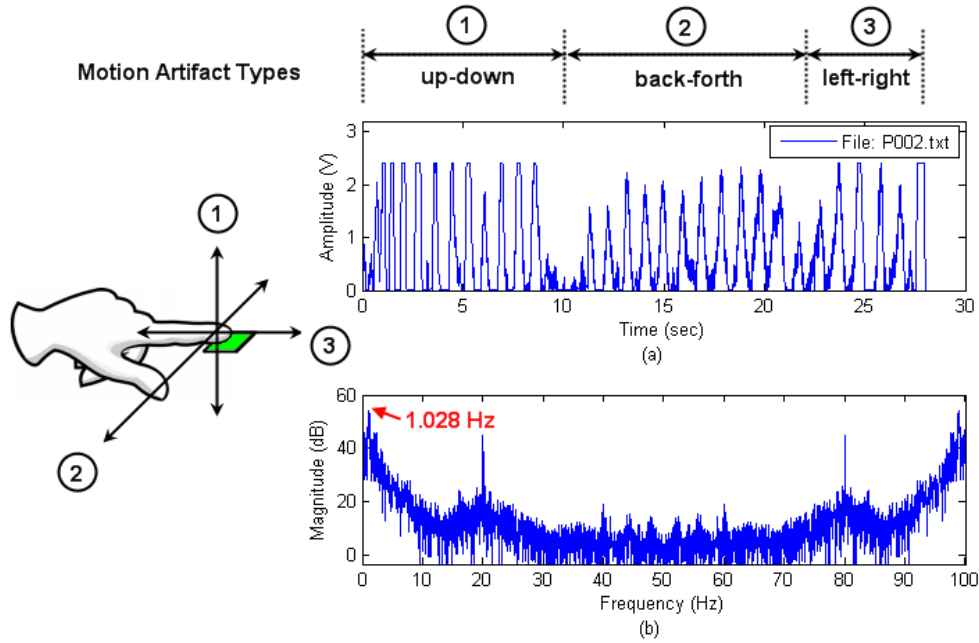 1 2 3
Motion Artifact Types
up-down back-forth left-right
3
2
1
0
Amplitude (V)
File: P002.txt
0 5 10 15 20 25 30
Time (sec)
(a)
1
3
2
60
40
20
0
Magnitude (dB)
1.028 Hz
0 10 20 30 40 50 60 70 80 90 100
Frequency (Hz)
(b)